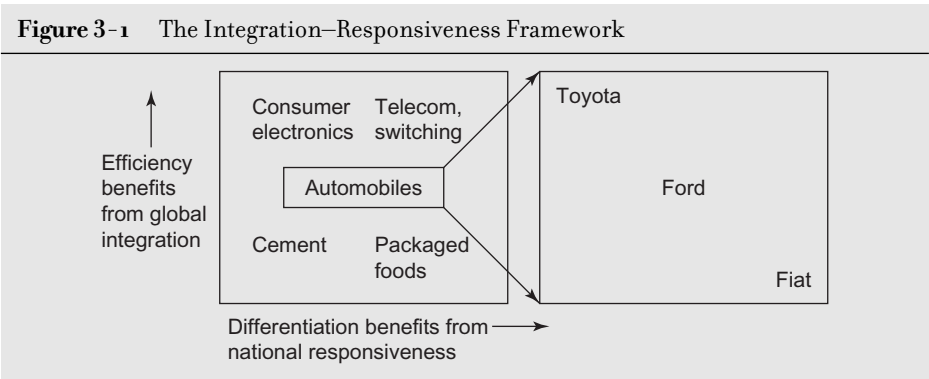 Figure 3-1 The Integration–Responsiveness Framework
Consumer
electronics
Telecom,
switching
Toyota
Efficiency
benefits
from global
integration
Automobiles
Ford
Cement
Packaged
foods
Fiat
Differentiation benefits from
national responsiveness